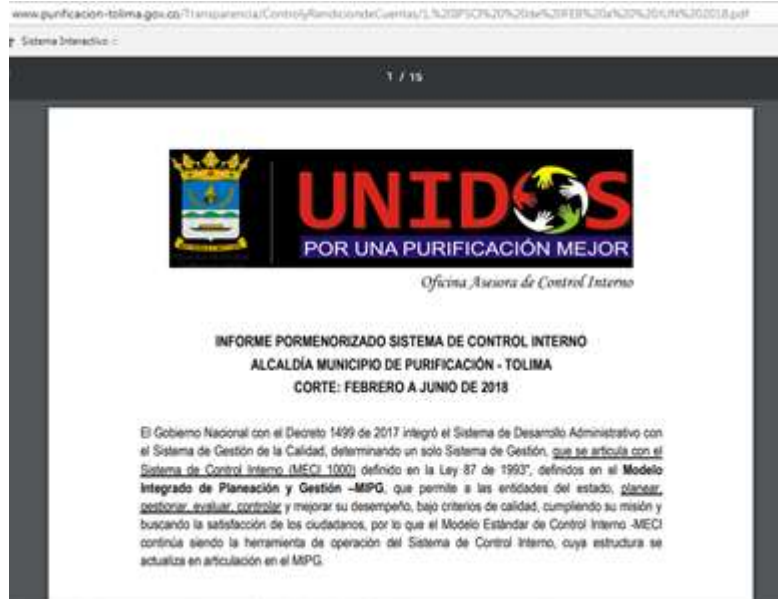 www.purificacion-tolima.gov.co/Transparencia/ControlyRendiciondeCuentas/
Sistema Interactivo
1 / 15
UNIDOS
POR UNA PURIFICACIÓN MEJOR
Oficina Asesora de Control Interno
INFORME PORMENORIZADO SISTEMA DE CONTROL INTERNO
ALCALDÍA MUNICIPIO DE PURIFICACIÓN - TOLIMA
CORTE: FEBRERO A JUNIO DE 2018
El Gobierno Nacional con el Decreto 1499 de 2017 integró el Sistema de Desarrollo Administrativo con
el Sistema de Gestión de la Calidad, determinando un solo Sistema de Gestión, que se articula con el
Sistema de Control Interno (MECI 1000) definido en la Ley 87 de 1993", definidos en el Modelo
Integrado de Planeación y Gestión –MIPG, que permite a las entidades del estado, planear,
gestionar, evaluar, controlar y mejorar su desempeño, bajo criterios de calidad, cumpliendo su misión y
buscando la satisfacción de los ciudadanos, por lo que el Modelo Estándar de Control Interno -MECI
continúa siendo la herramienta de operación del Sistema de Control Interno, cuya estructura se
actualiza en articulación en el MIPG.